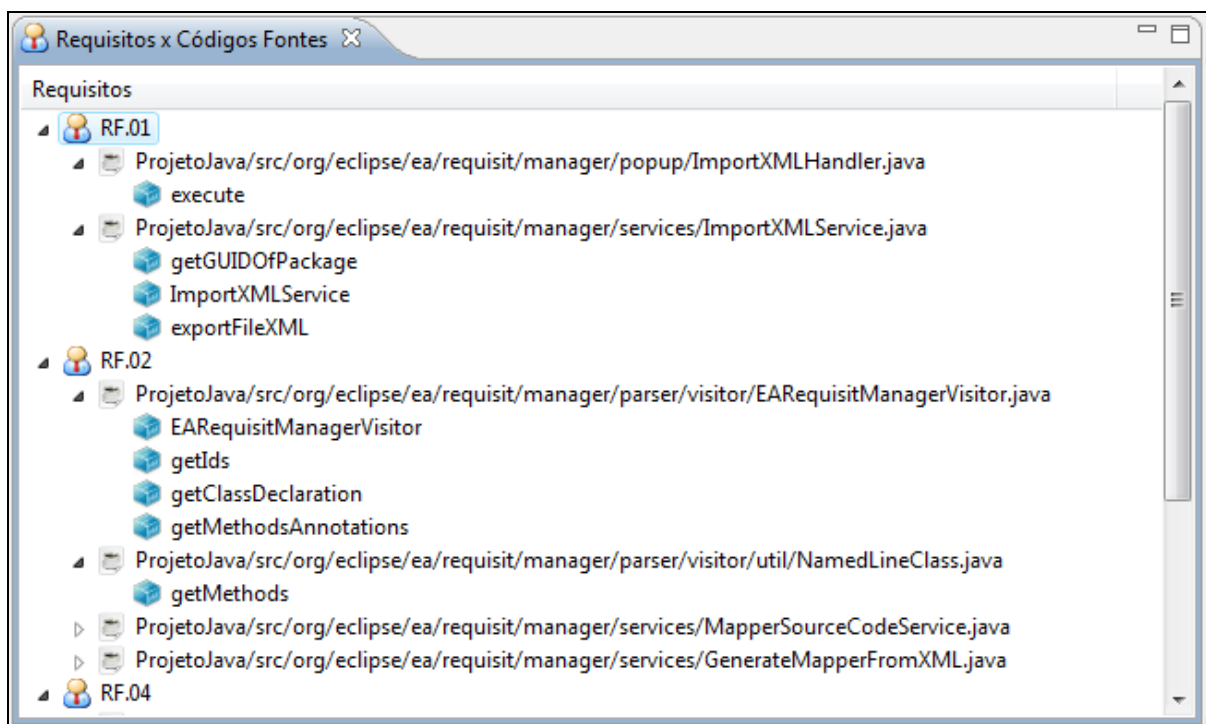 Requisitos x Códigos Fontes
Requisitos
RF.01
ProjetoJava/src/org/eclipse/ea/requisit/manager/popup/ImportXMLHandler.java
execute
ProjetoJava/src/org/eclipse/ea/requisit/manager/services/ImportXMLService.java
getGUIDOfPackage
ImportXMLService
exportFileXML
RF.02
ProjetoJava/src/org/eclipse/ea/requisit/manager/parser/visitor/EARequisitManagerVisitor.java
EARequisitManagerVisitor
getIds
getClassDeclaration
getMethodsAnnotations
ProjetoJava/src/org/eclipse/ea/requisit/manager/parser/visitor/util/NamedLineClass.java
getMethods
ProjetoJava/src/org/eclipse/ea/requisit/manager/services/MapperSourceCodeService.java
ProjetoJava/src/org/eclipse/ea/requisit/manager/services/GenerateMapperFromXML.java
RF.04